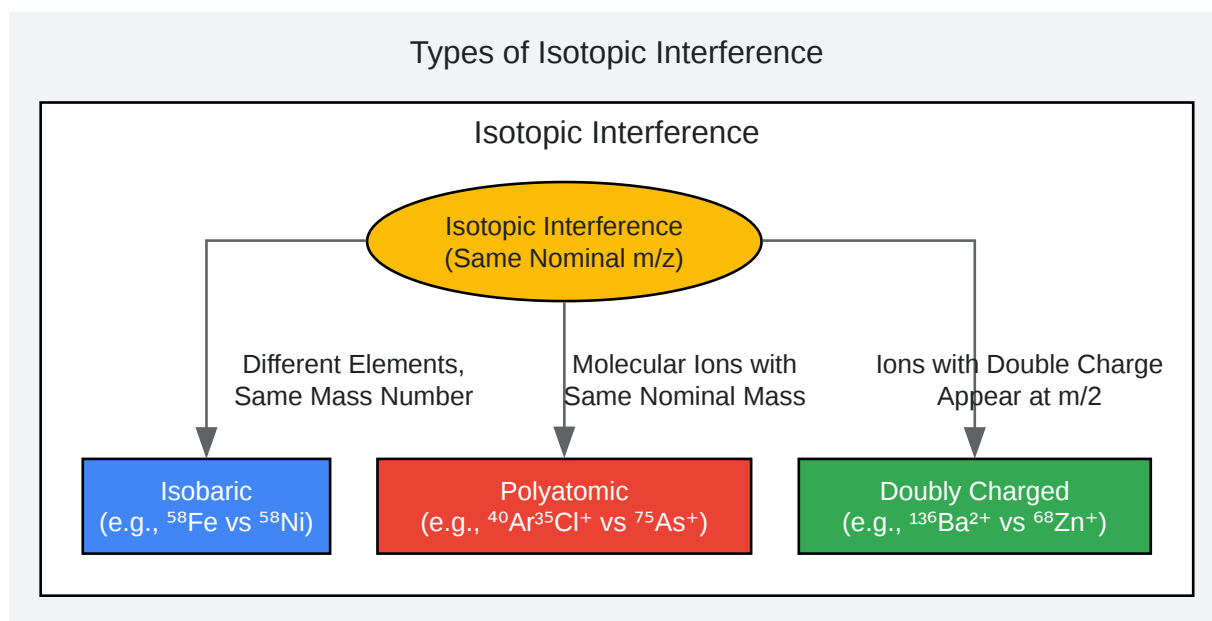 Types of Isotopic Interference
Isotopic Interference
Isotopic Interference
(Same Nominal m/z)
Different Elements,
Same Mass Number
Molecular Ions with
Same Nominal Mass
Ions with Double Charge
Appear at m/2
Isobaric
(e.g., ⁵⁸Fe vs ⁵⁸Ni)
Polyatomic
(e.g., ⁴⁰Ar³⁵Cl⁺ vs ⁷⁵As⁺)
Doubly Charged
(e.g., ¹³⁶Ba²⁺ vs ⁶⁸Zn⁺)